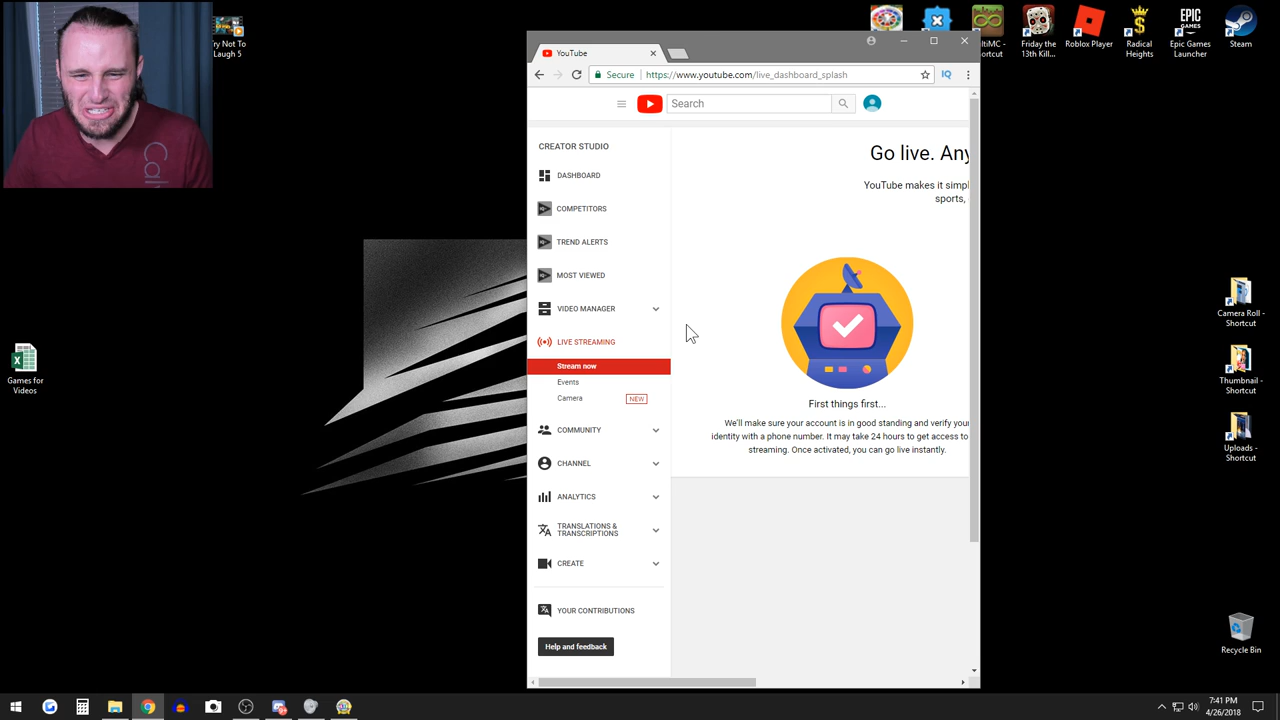 Try Not To
Laugh 5
ultiMC -
Shortcut
Friday the
13th Kill...
Roblox Player
Radical
Heights
EPIC
GAMES
Epic Games
Launcher
Steam
YouTube
Secure
https://www.youtube.com/live_dashboard_splash
IQ
Search
Cal
CREATOR STUDIO
DASHBOARD
COMPETITORS
TREND ALERTS
MOST VIEWED
VIDEO MANAGER
LIVE STREAMING
Stream now
Events
Camera
NEW
COMMUNITY
CHANNEL
ANALYTICS
TRANSLATIONS &
TRANSCRIPTIONS
CREATE
YOUR CONTRIBUTIONS
Help and feedback
Go live. Any
YouTube makes it simpl
sports,
First things first...
We'll make sure your account is in good standing and verify your
identity with a phone number. It may take 24 hours to get access to
streaming. Once activated, you can go live instantly.
Games for
Videos
Camera Roll -
Shortcut
Thumbnail -
Shortcut
Uploads -
Shortcut
Recycle Bin
7:41 PM
4/26/2018